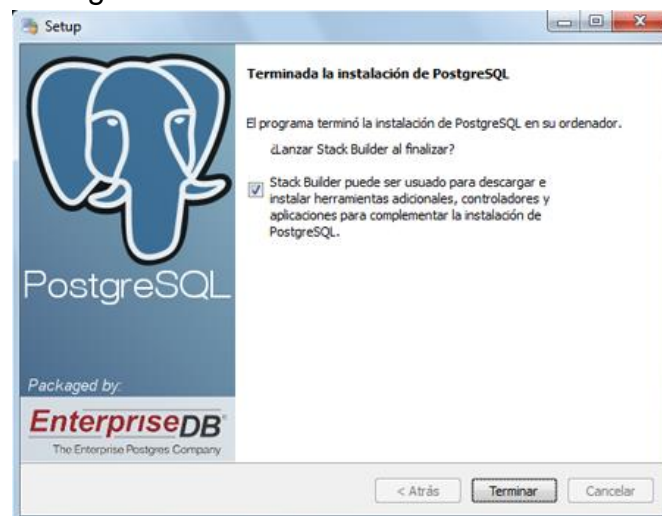 Setup
Terminada la instalación de PostgreSQL
El programa terminó la instalación de PostgreSQL en su ordenador.
¿Lanzar Stack Builder al finalizar?
Stack Builder puede ser usado para descargar e
instalar herramientas adicionales, controladores y
aplicaciones para complementar la instalación de
PostgreSQL.
PostgreSQL
Packaged by:
EnterpriseDB
The Enterprise Postgres Company
< Atrás
Terminar
Cancelar